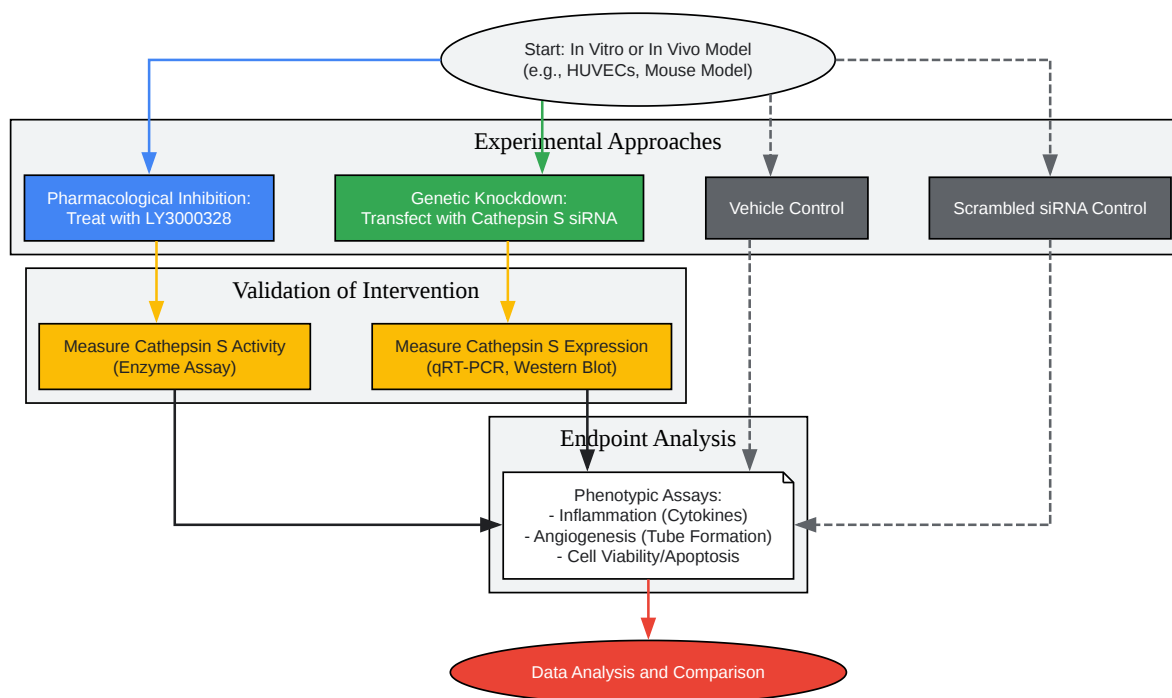 Start: In Vitro or In Vivo Model
(e.g., HUVECs, Mouse Model)
Experimental Approaches
Pharmacological Inhibition:
Treat with LY3000328
Genetic Knockdown:
Transfect with Cathepsin S siRNA
Vehicle Control
Scrambled siRNA Control
Validation of Intervention
Measure Cathepsin S Activity
(Enzyme Assay)
Measure Cathepsin S Expression
(qRT-PCR, Western Blot)
Endpoint Analysis
Phenotypic Assays:
- Inflammation (Cytokines)
- Angiogenesis (Tube Formation)
- Cell Viability/Apoptosis
Data Analysis and Comparison